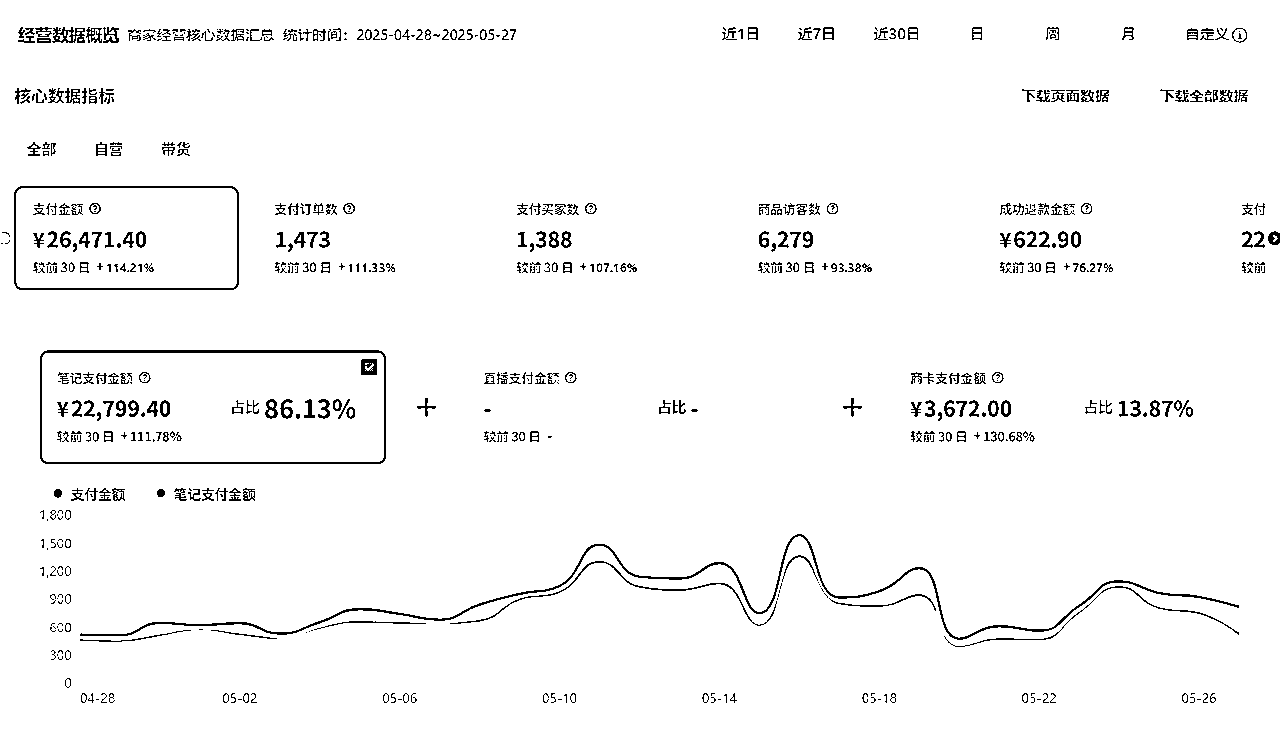 经营数据概览 商家经营核心数据汇总 统计时间：2025-04-28~2025-05-27 近1日 近7日 近30日 日 周 月 自定义
核心数据指标 下载页面数据 下载全部数据
全部 自营 带货
支付金额 支付订单数 支付买家数 商品访客数 成功退款金额 支付
¥26,471.40 1,473 1,388 6,279 ¥622.90 22
较前 30 日 +114.21% 较前 30 日 +111.33% 较前 30 日 +107.16% 较前 30 日 +93.38% 较前 30 日 +76.27% 较前
笔记支付金额 直播支付金额 商卡支付金额
¥22,799.40 占比 86.13% + - 占比 - + ¥3,672.00 占比 13.87%
较前 30 日 +111.78% 较前 30 日 - 较前 30 日 +130.68%
支付金额 笔记支付金额
1,800
1,500
1,200
900
600
300
0
04-28 05-02 05-06 05-10 05-14 05-18 05-22 05-26